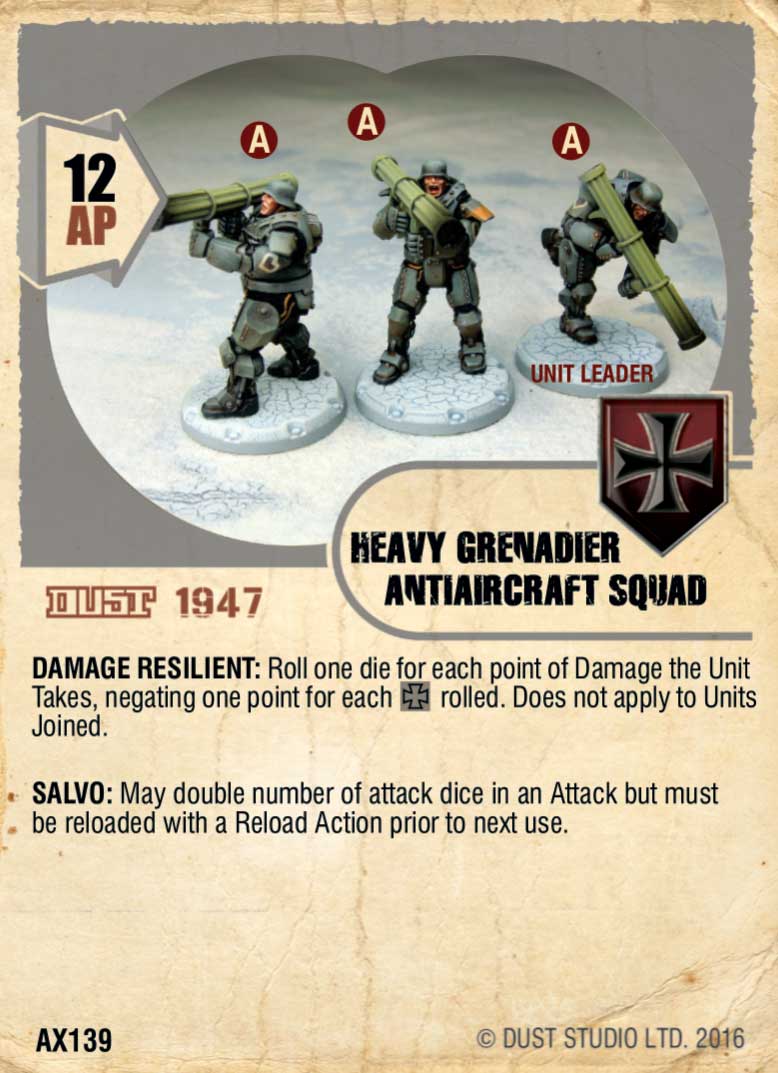 A
A
A
12
AP
UNIT LEADER
HEAVY GRENADIER
ANTIAIRCRAFT SQUAD
DUST 1947
DAMAGE RESILIENT: Roll one die for each point of Damage the Unit
Takes, negating one point for each rolled. Does not apply to Units
Joined.
SALVO: May double number of attack dice in an Attack but must
be reloaded with a Reload Action prior to next use.
AX139
© DUST STUDIO LTD. 2016